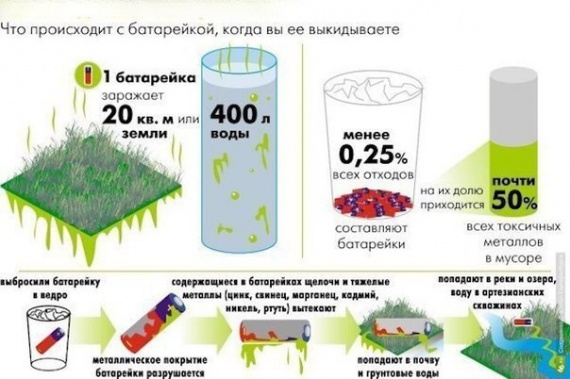 Что происходит с батарейкой, когда вы ее выкидываете
1 батарейка
заражает
20 кв. м или
земли
400 л
воды
менее
0,25%
всех отходов
составляют
батарейки
на их долю
приходится
почти
50%
всех токсичных
металлов
в мусоре
выбросили батарейку
в ведро
металлическое покрытие
батарейки разрушается
содержащиеся в батарейках щелочи и тяжелые
металлы (цинк, свинец, марганец, кадмий,
никель, ртуть) вытекают
попадают в почву
и грунтовые воды
попадают в реки и озера,
воду в артезианских
скважинах